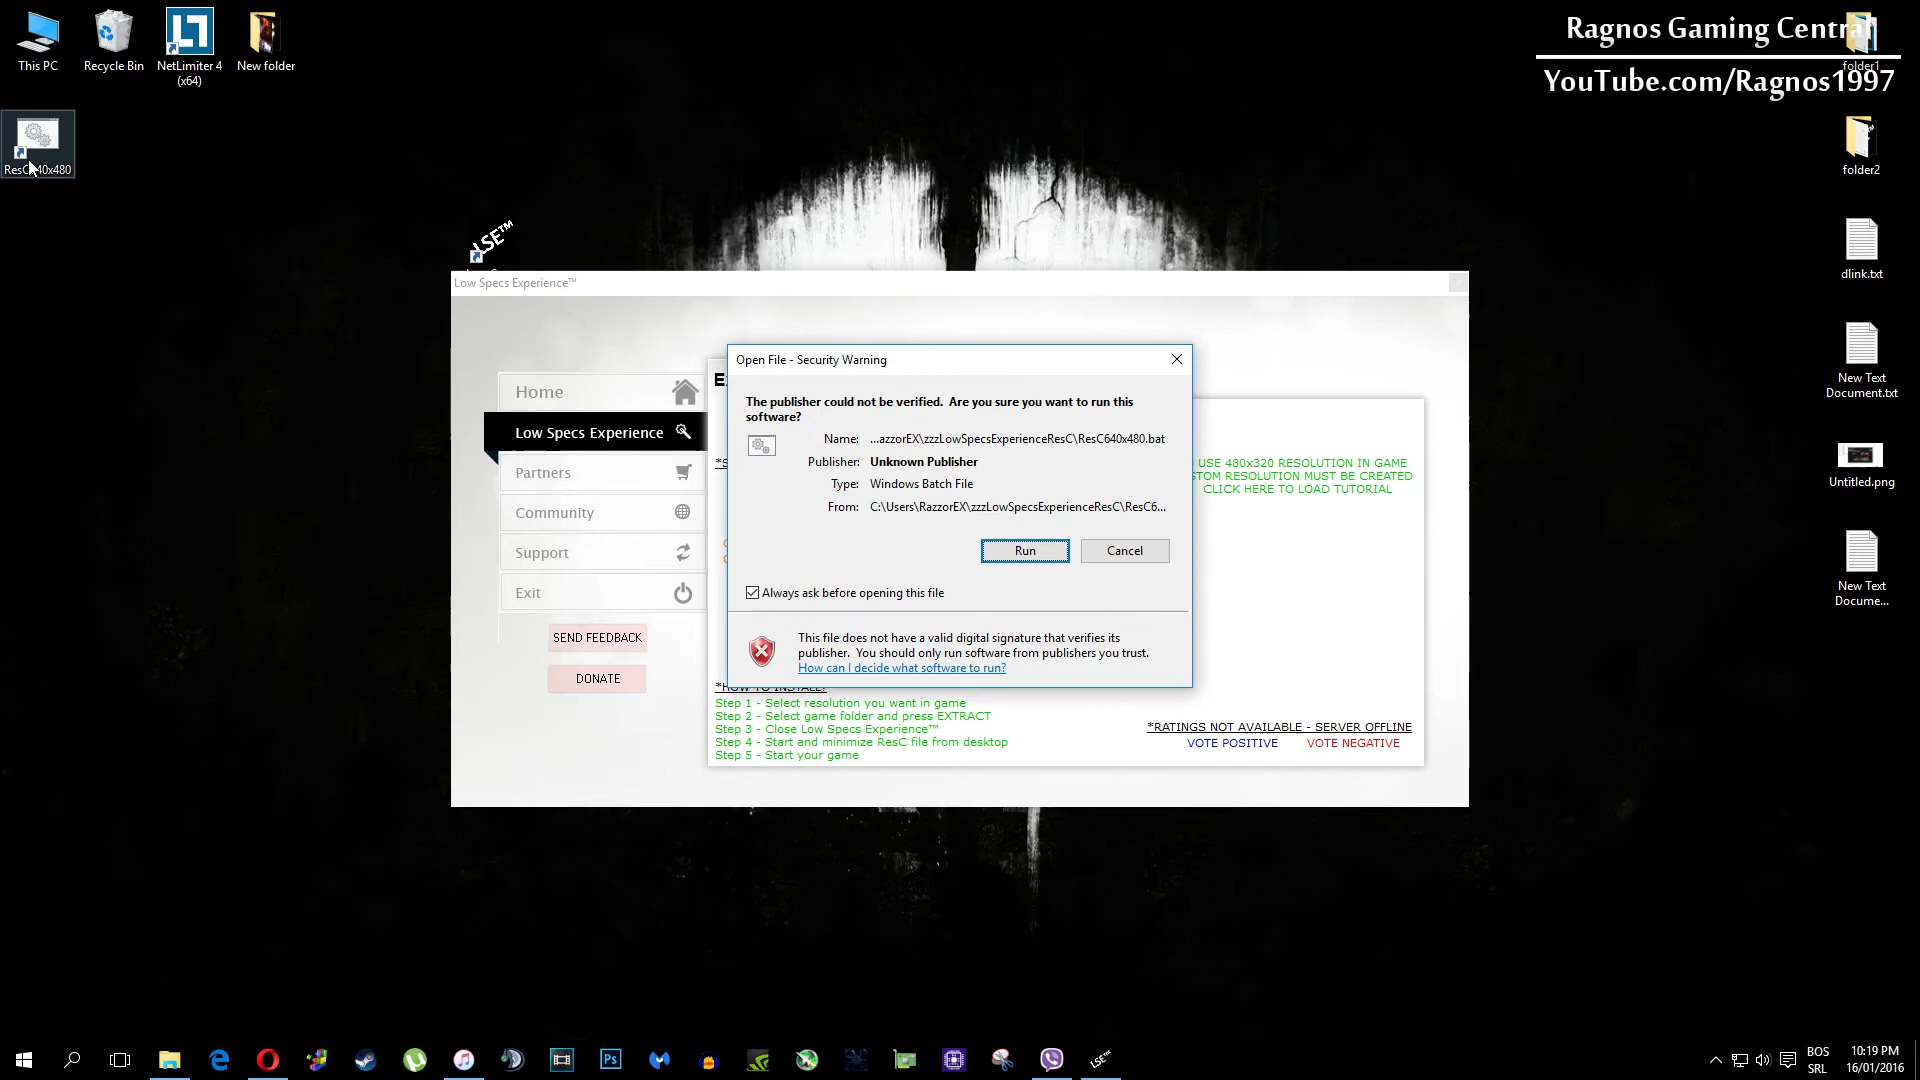 This PC
Recycle Bin
NetLimiter 4
(x64)
New folder
Ragnos Gaming Central
YouTube.com/Ragnos1997
folder1
40x480
folder2
LSE™
dlink.txt
Low Specs Experience™
New Text
Document.txt
Untitled.png
New Text
Docume...
Home
Low Specs Experience
Partners
Community
Support
Exit
SEND FEEDBACK
DONATE
Open File - Security Warning
The publisher could not be verified. Are you sure you want to run this
software?
Name: ...azzorEX\zzzLowSpecsExperienceResC\ResC640x480.bat
Publisher: Unknown Publisher
Type: Windows Batch File
From: C:\Users\RazzorEX\zzzLowSpecsExperienceResC\ResC6...
Run
Cancel
Always ask before opening this file
This file does not have a valid digital signature that verifies its
publisher. You should only run software from publishers you trust.
How can I decide what software to run?
USE 480x320 RESOLUTION IN GAME
RESOLUTION MUST BE CREATED
CLICK HERE TO LOAD TUTORIAL
*HOW TO INSTALL?
Step 1 - Select resolution you want in game
Step 2 - Select game folder and press EXTRACT
Step 3 - Close Low Specs Experience™
Step 4 - Start and minimize ResC file from desktop
Step 5 - Start your game
*RATINGS NOT AVAILABLE - SERVER OFFLINE
VOTE POSITIVE
VOTE NEGATIVE
Ps
LSE™
BOS
SRL
10:19 PM
16/01/2016